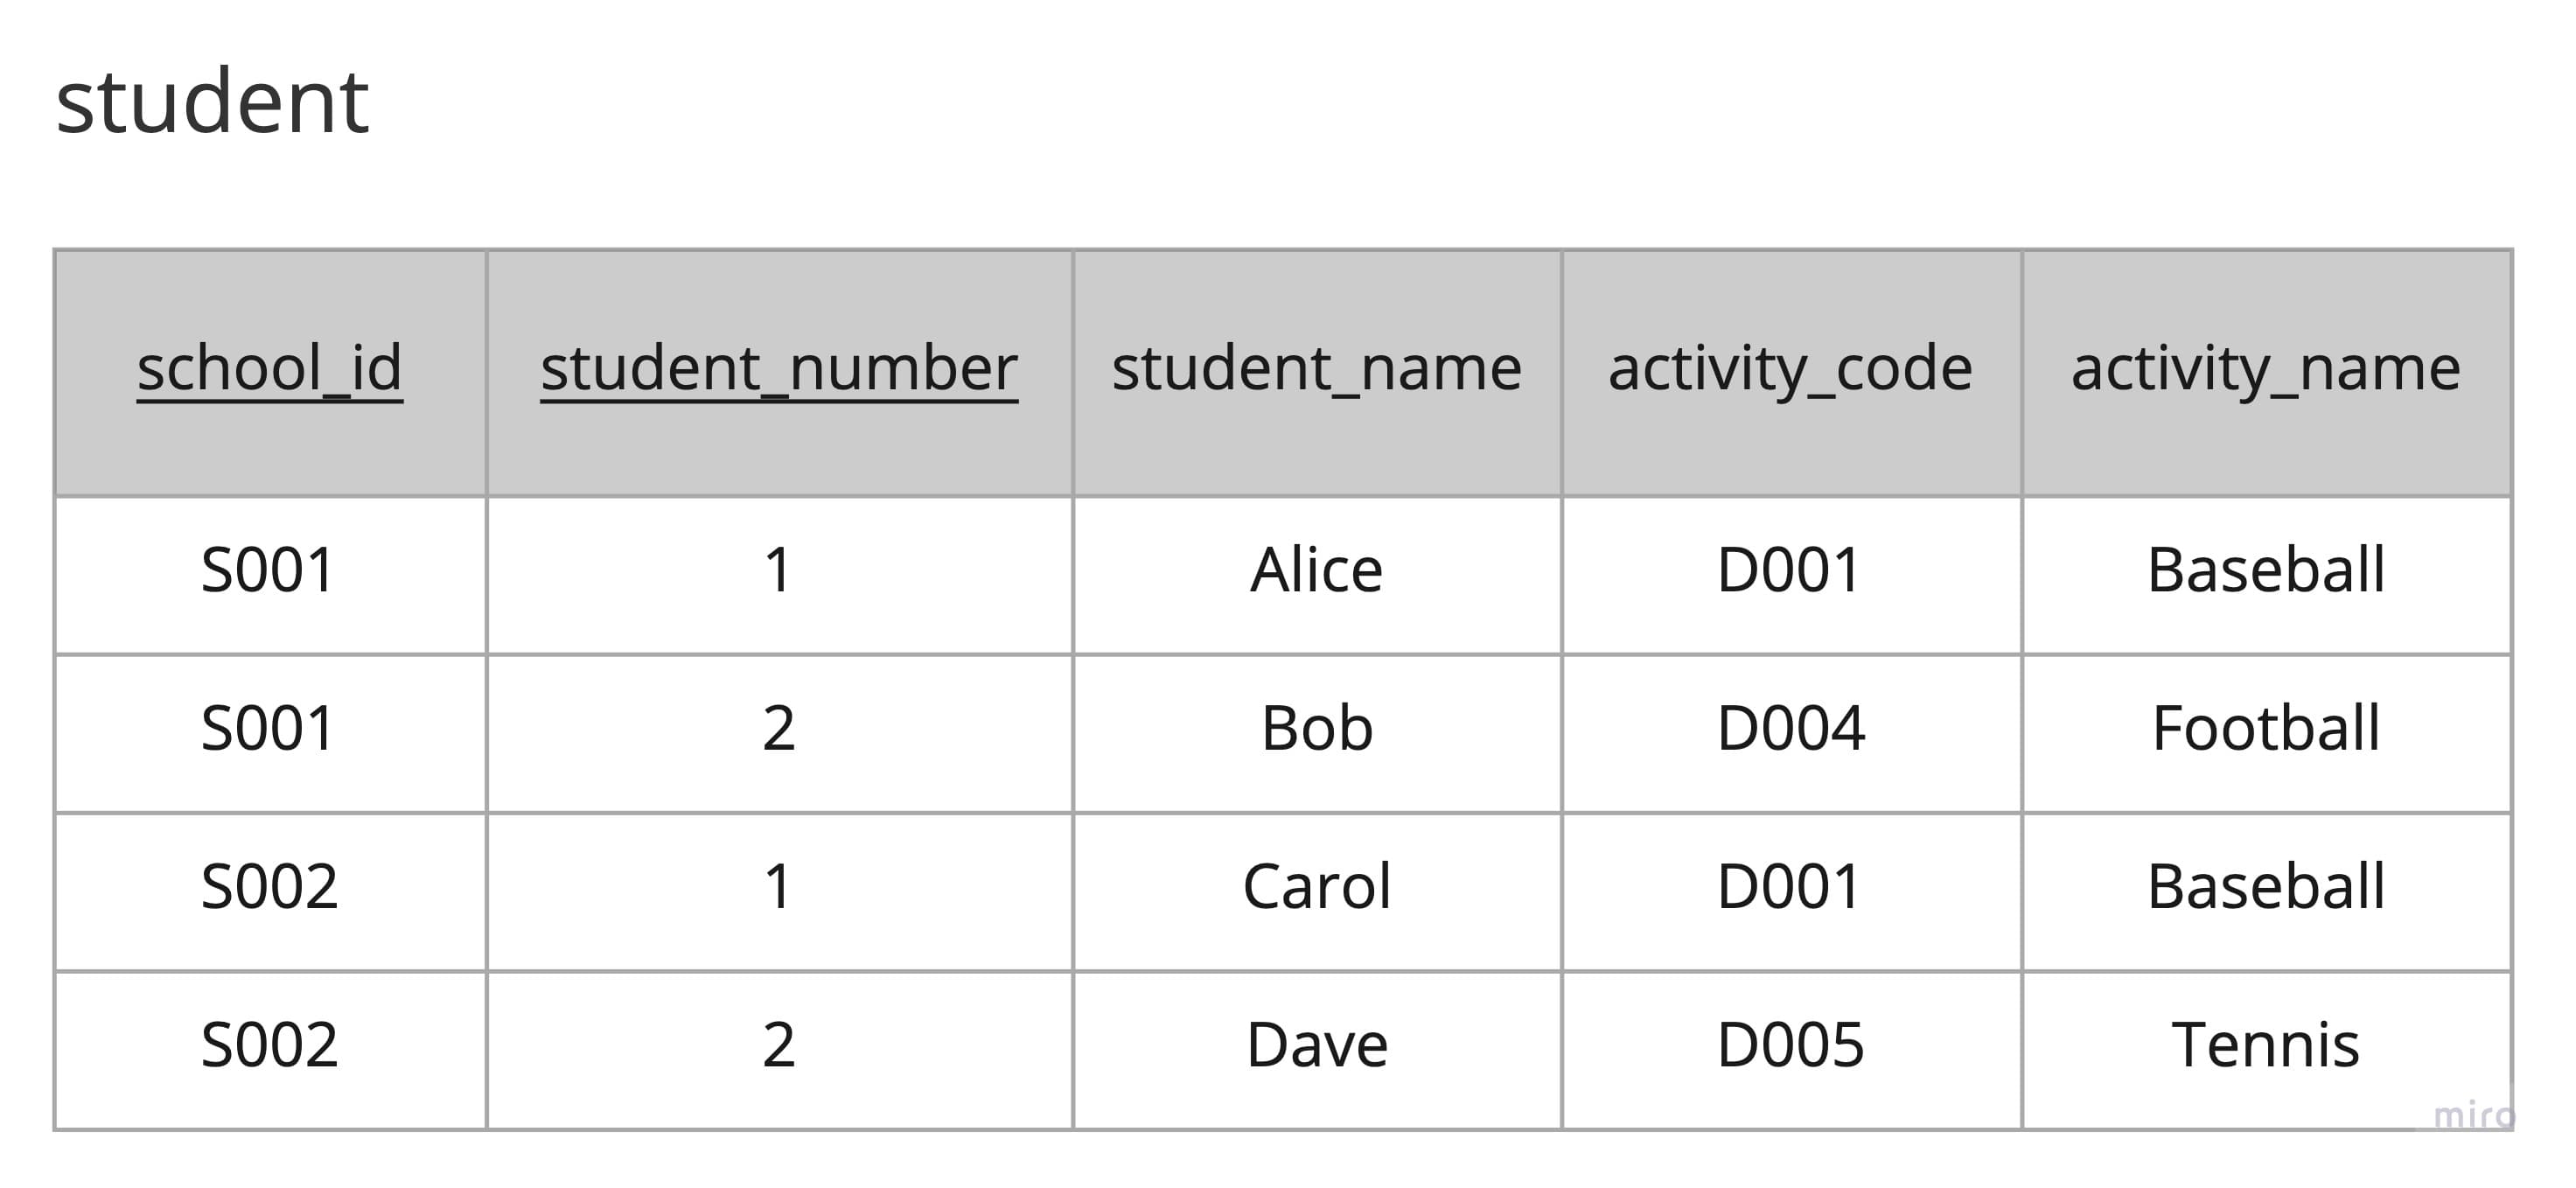 student
school_id student_number student_name activity_code activity_name
S001 1 Alice D001 Baseball
S001 2 Bob D004 Football
S002 1 Carol D001 Baseball
S002 2 Dave D005 Tennis
miro